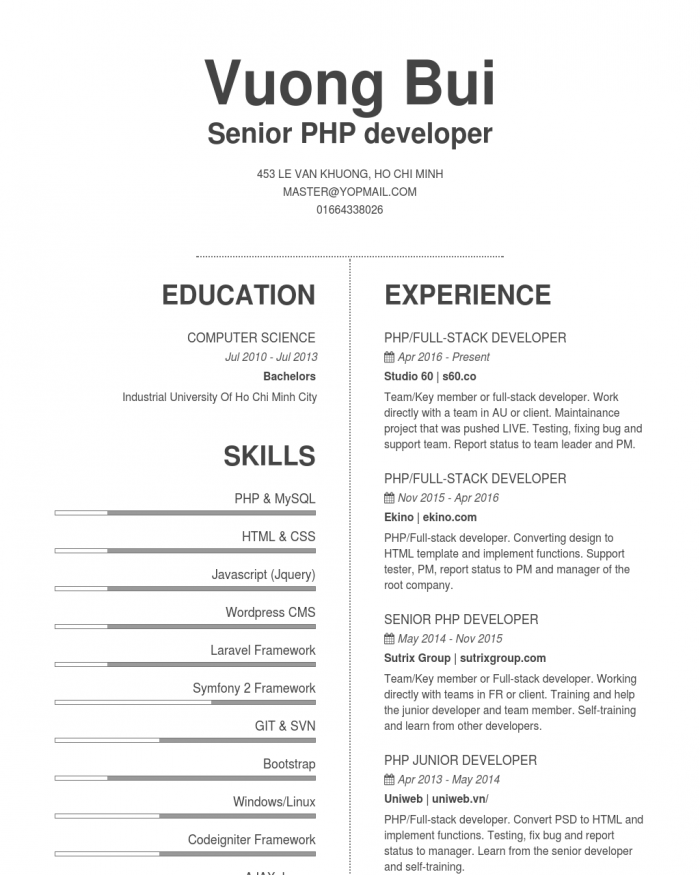 Vuong Bui
Senior PHP developer
453 LE VAN KHUONG, HO CHI MINH
MASTER@YOPMAIL.COM
01664338026
EDUCATION
COMPUTER SCIENCE
Jul 2010 - Jul 2013
Bachelors
Industrial University Of Ho Chi Minh City
SKILLS
PHP & MySQL
HTML & CSS
Javascript (Jquery)
Wordpress CMS
Laravel Framework
Symfony 2 Framework
GIT & SVN
Bootstrap
Windows/Linux
Codeigniter Framework
EXPERIENCE
PHP/FULL-STACK DEVELOPER
Apr 2016 - Present
Studio 60 | s60.co
Team/Key member or full-stack developer. Work
directly with a team in AU or client. Maintainance
project that was pushed LIVE. Testing, fixing bug and
support team. Report status to team leader and PM.
PHP/FULL-STACK DEVELOPER
Nov 2015 - Apr 2016
Ekino | ekino.com
PHP/Full-stack developer. Converting design to
HTML template and implement functions. Support
tester, PM, report status to PM and manager of the
root company.
SENIOR PHP DEVELOPER
May 2014 - Nov 2015
Sutrix Group | sutrixgroup.com
Team/Key member or Full-stack developer. Working
directly with teams in FR or client. Training and help
the junior developer and team member. Self-training
and learn from other developers.
PHP JUNIOR DEVELOPER
Apr 2013 - May 2014
Uniweb | uniweb.vn/
PHP/Full-stack developer. Convert PSD to HTML and
implement functions. Testing, fix bug and report
status to manager. Learn from the senior developer
and self-training.